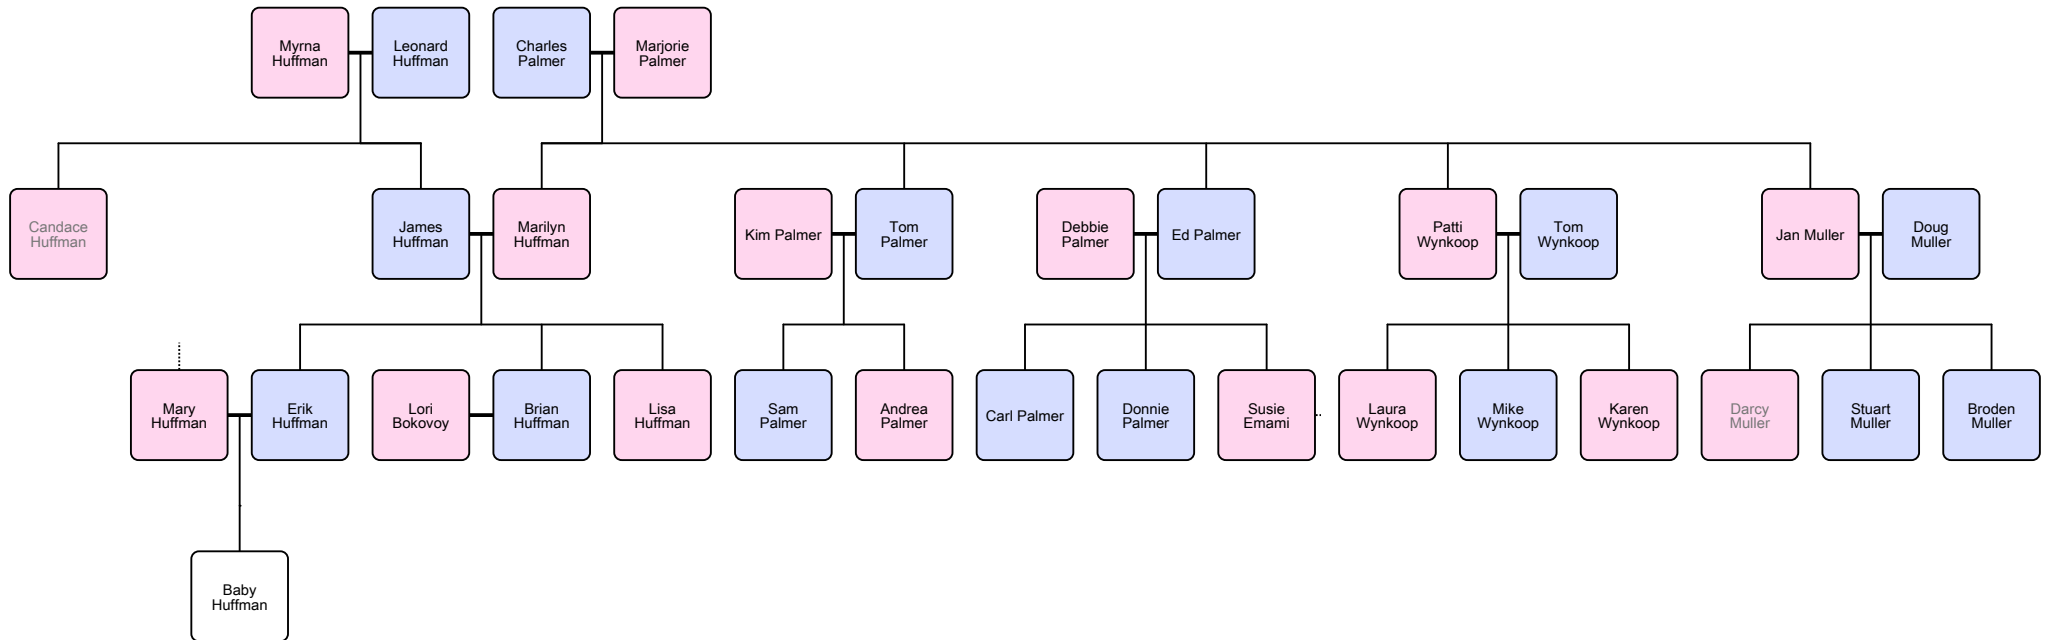 Myrna
Huffman
Leonard
Huffman
Charles
Palmer
Marjorie
Palmer
Candace
Huffman
James
Huffman
Marilyn
Huffman
Kim Palmer
Tom
Palmer
Debbie
Palmer
Ed Palmer
Patti
Wynkoop
Tom
Wynkoop
Jan Muller
Doug
Muller
Mary
Huffman
Erik
Huffman
Lori
Bokovoy
Brian
Huffman
Lisa
Huffman
Sam
Palmer
Andrea
Palmer
Carl Palmer
Donnie
Palmer
Susie
Emami
Laura
Wynkoop
Mike
Wynkoop
Karen
Wynkoop
Darcy
Muller
Stuart
Muller
Broden
Muller
Baby
Huffman